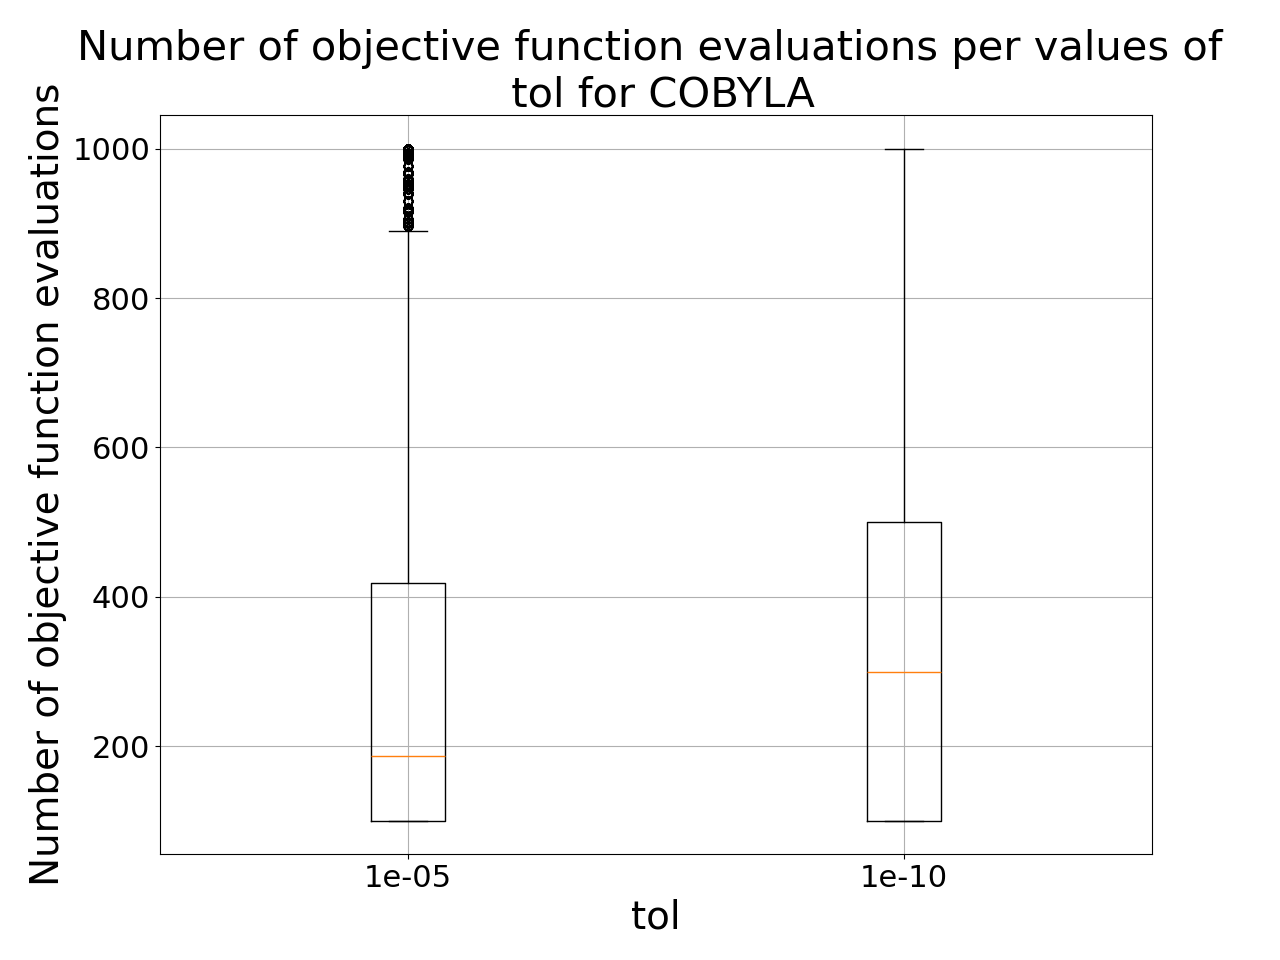 Number of objective function evaluations per values of
tol for COBYLA
Number of objective function evaluations
1000
800
600
400
200
1e-05
1e-10
tol